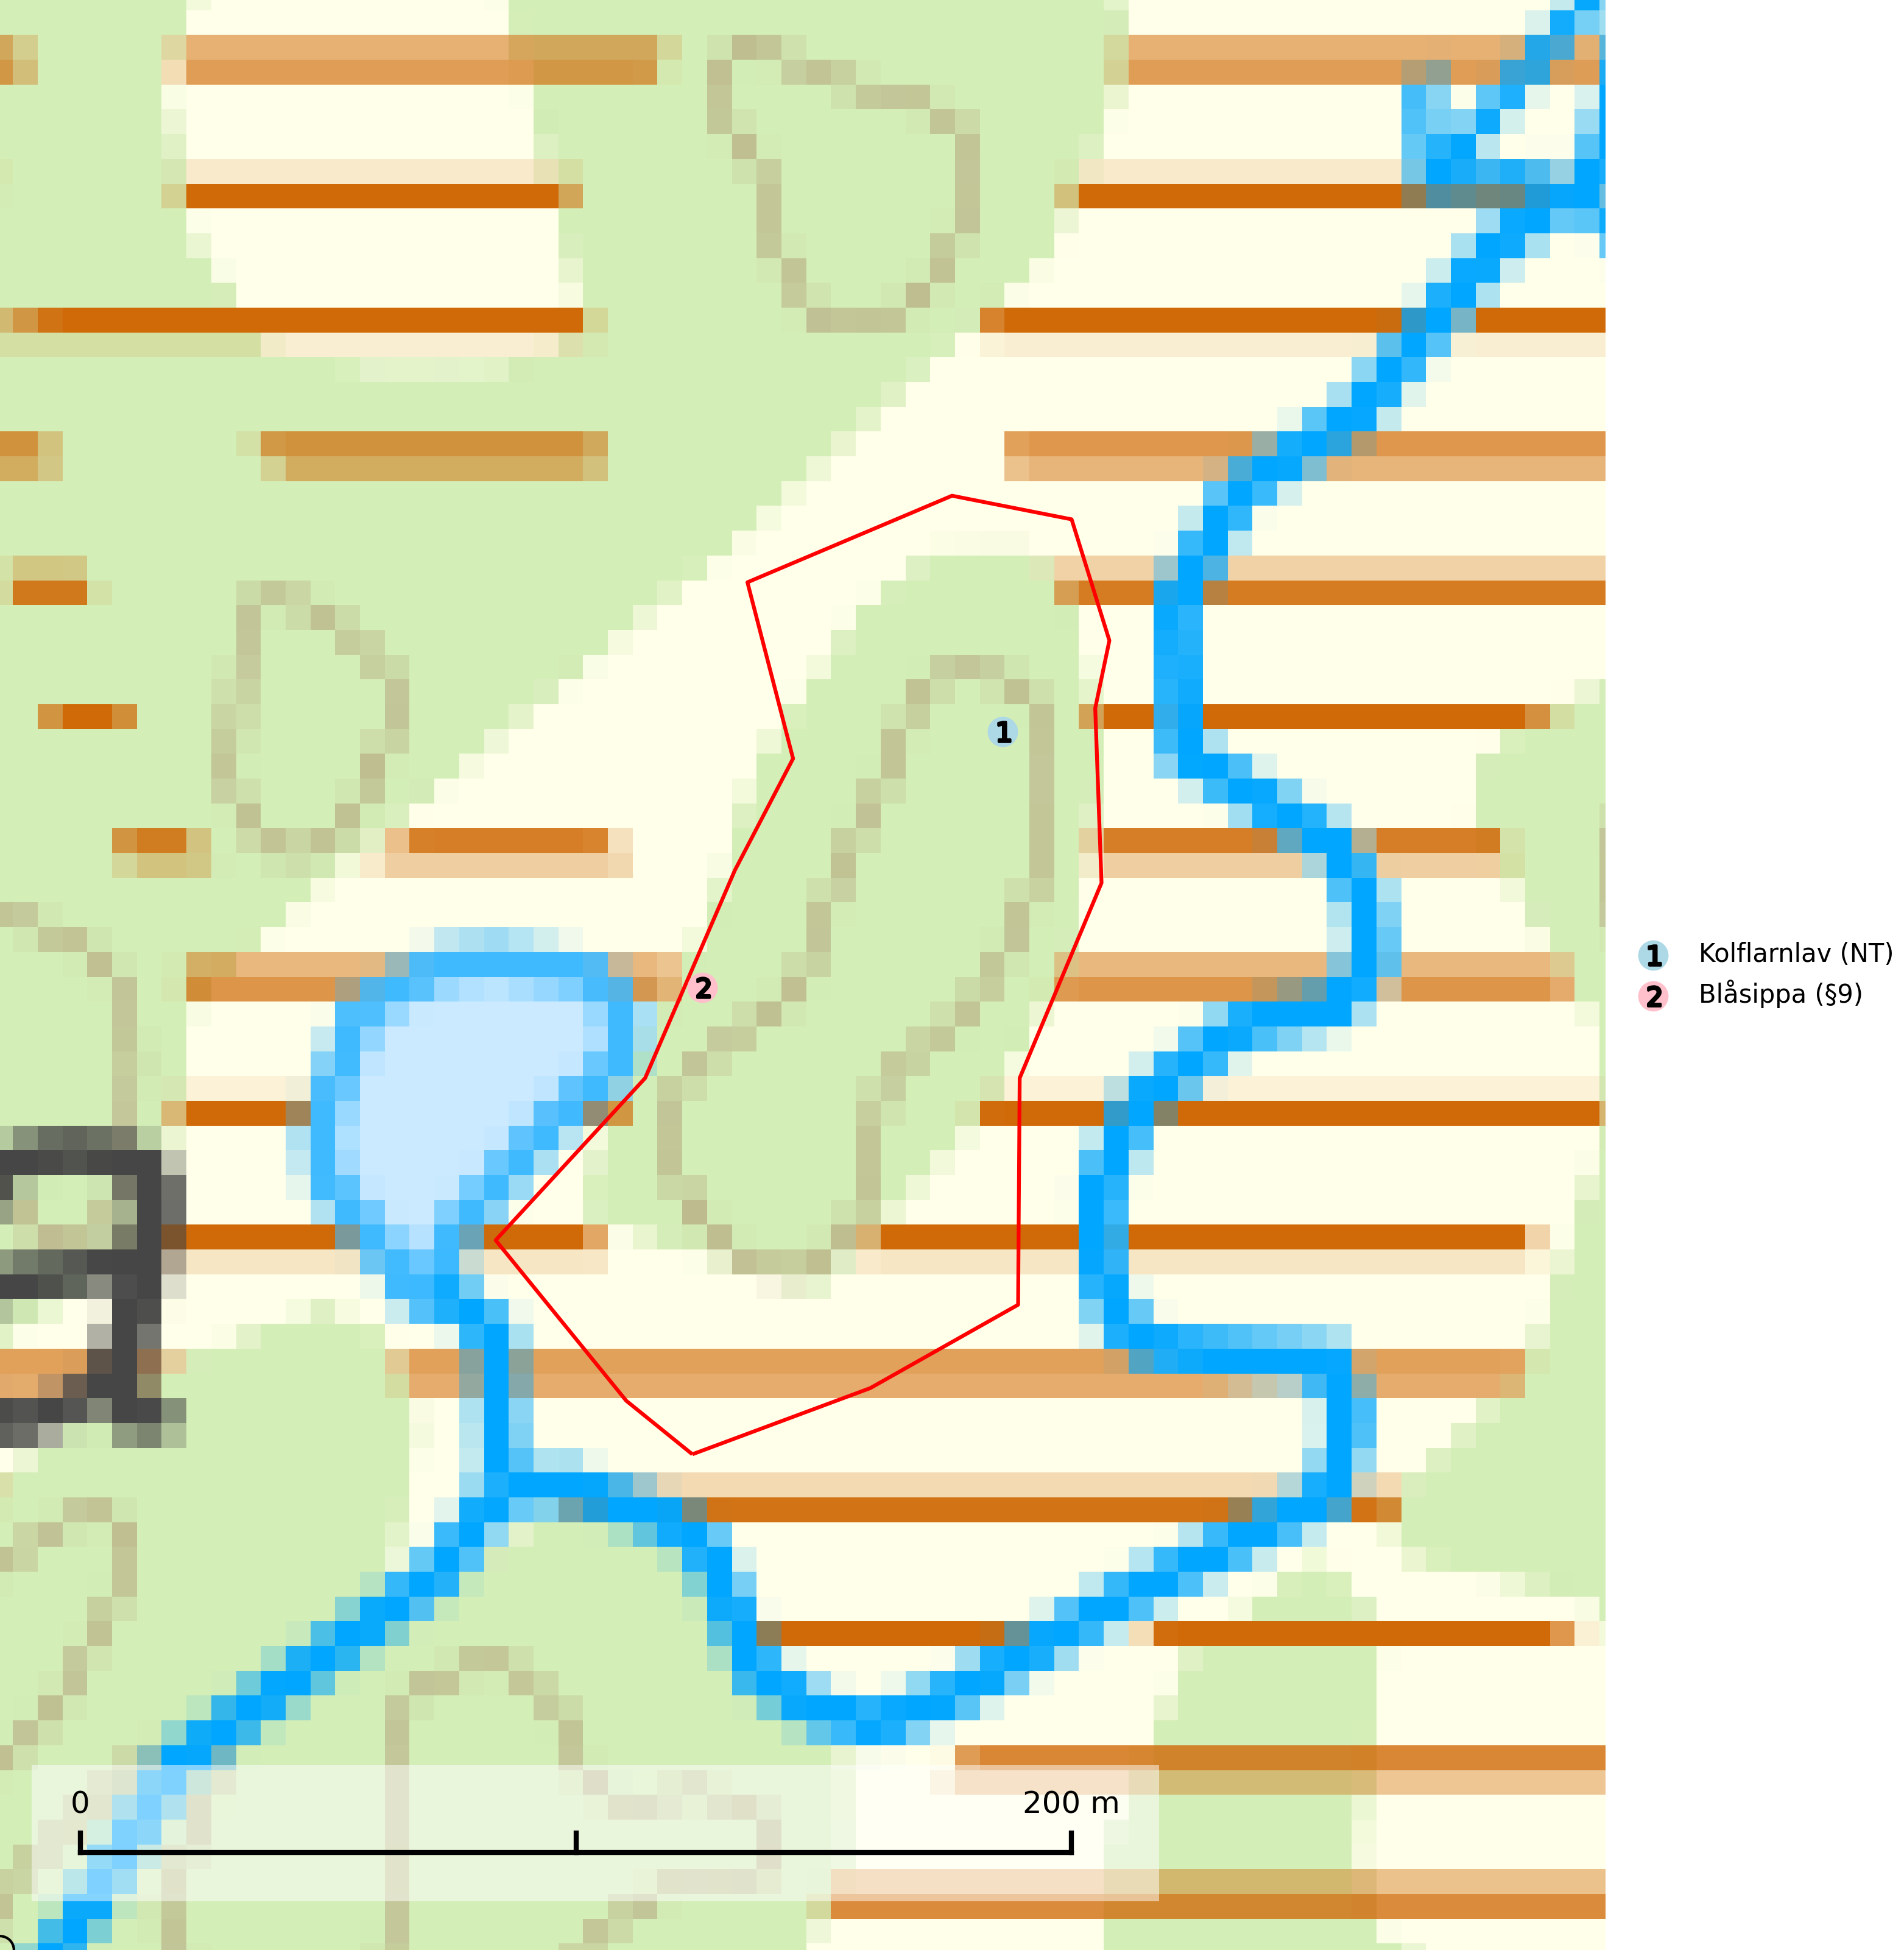 1
2
1 Kolflarnlav (NT)
2 Blåsippa (§9)
0 200 m